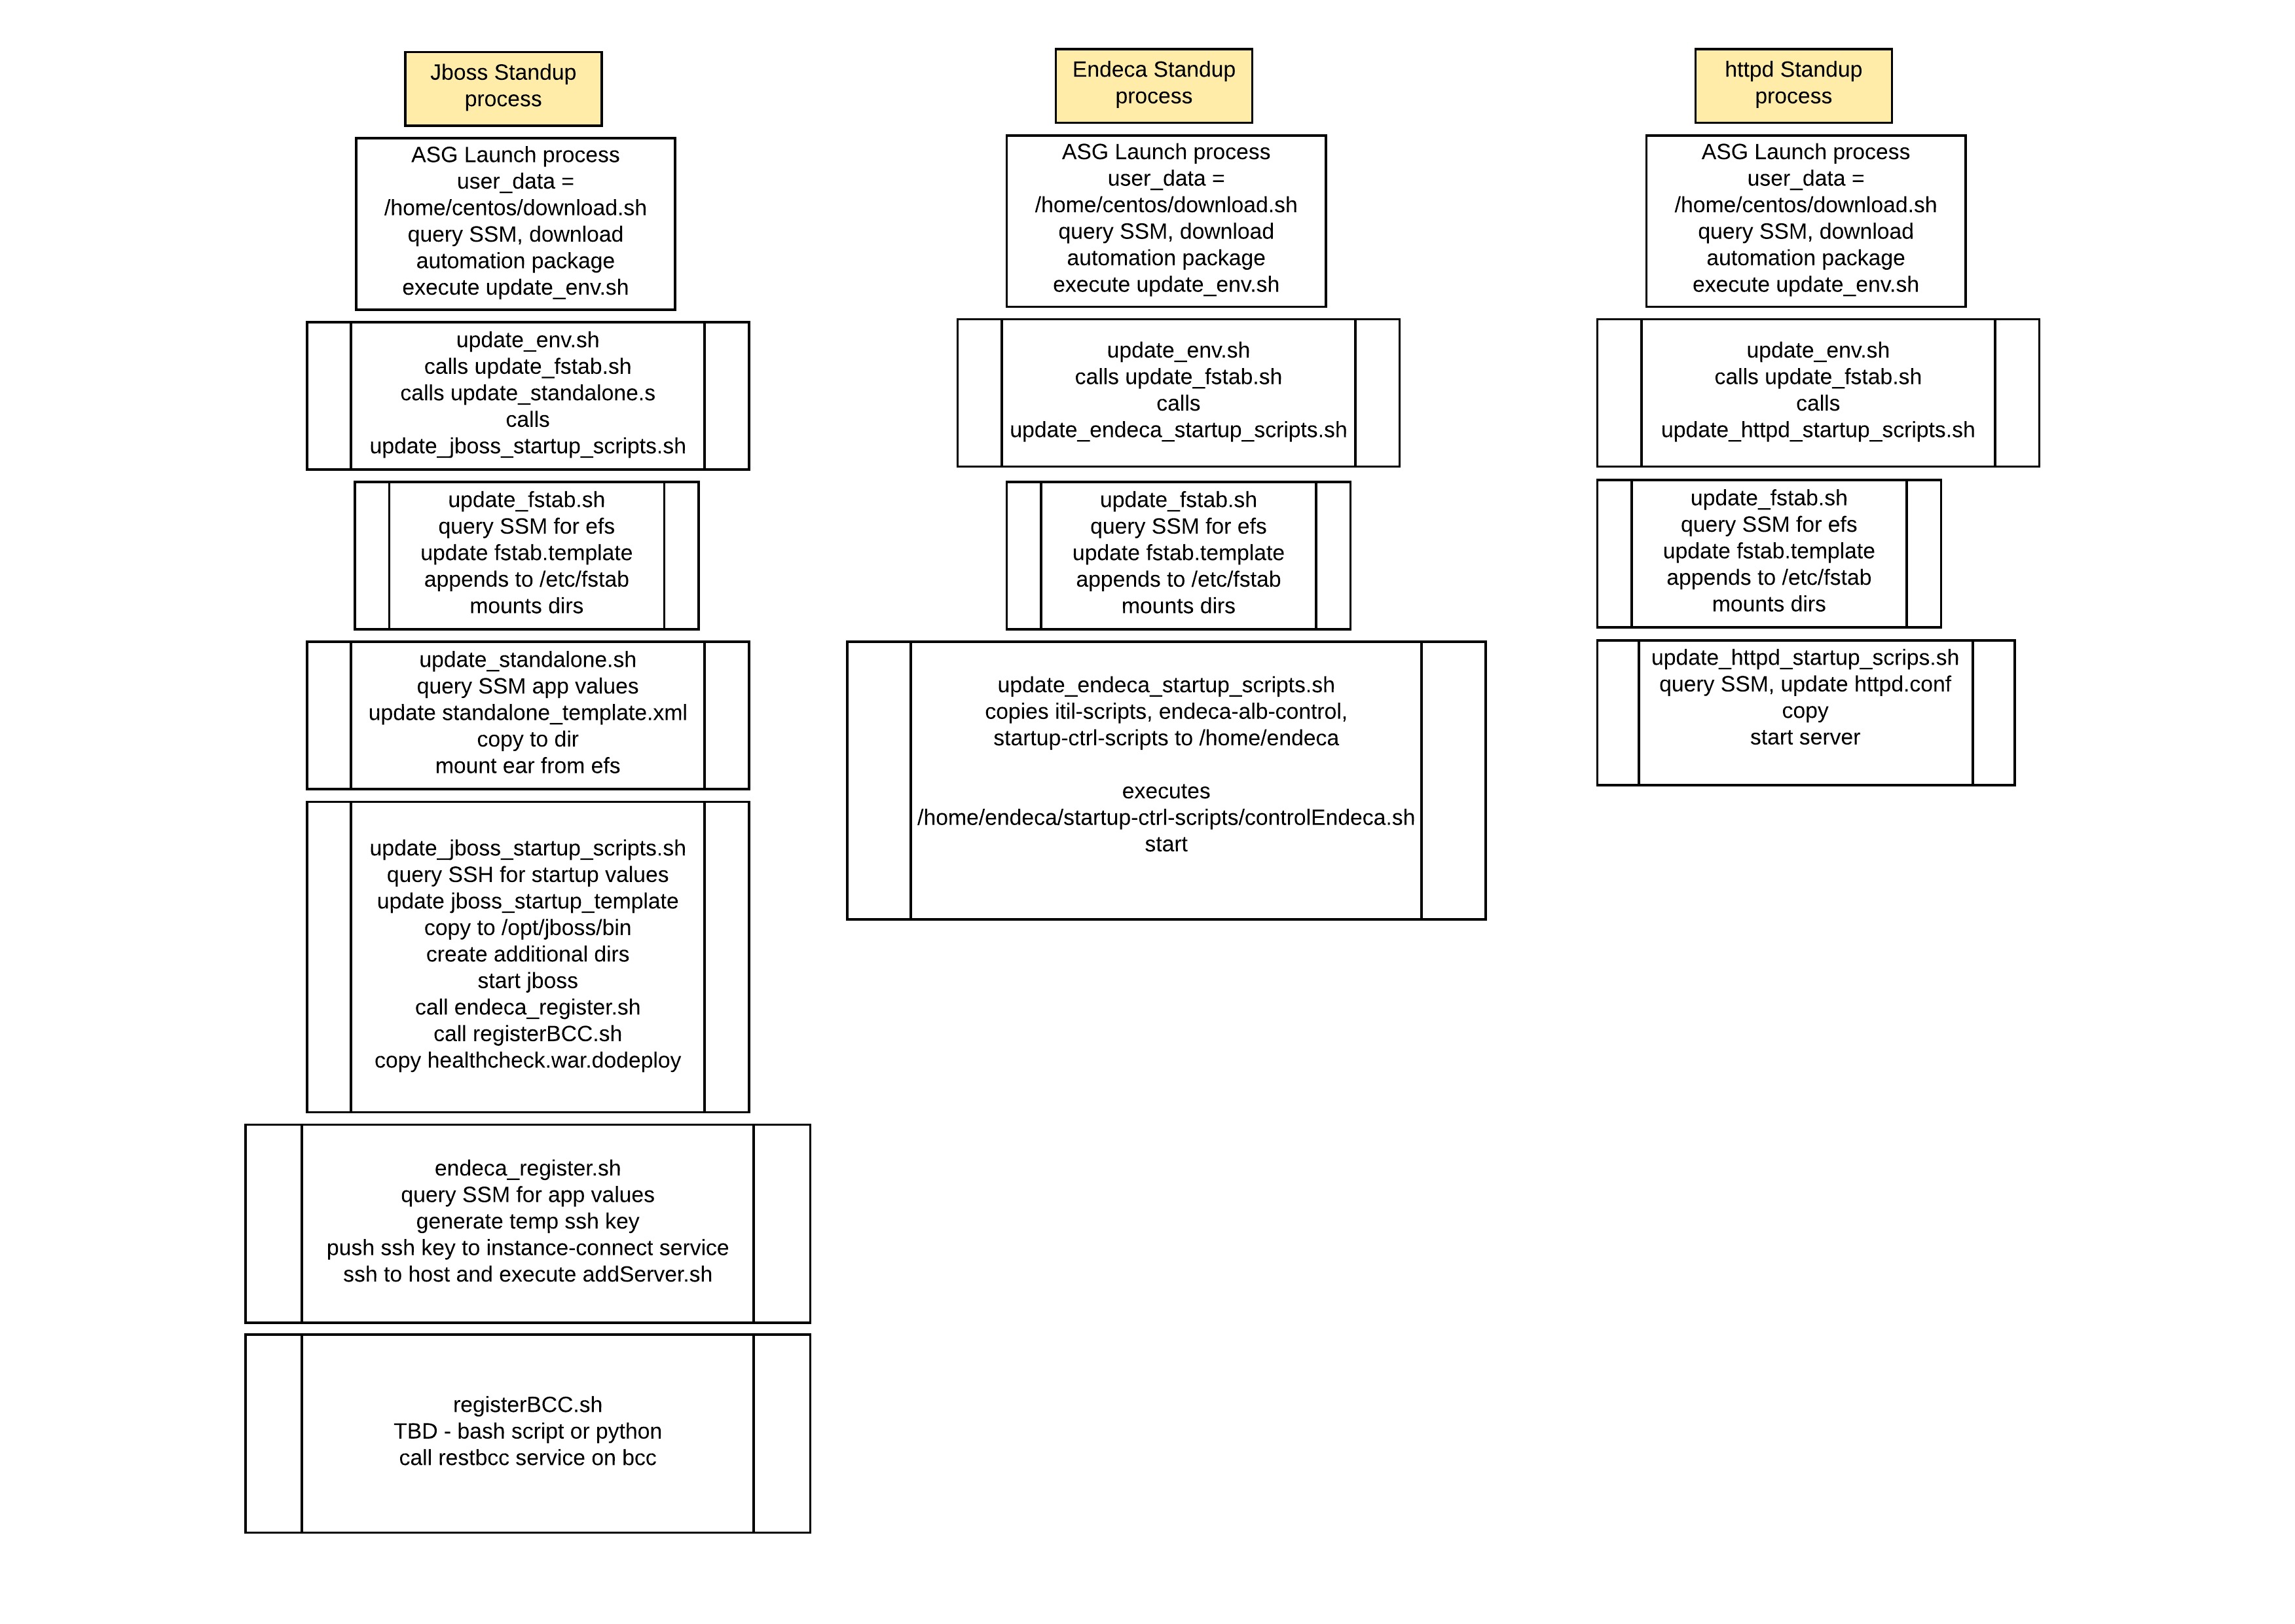 Jboss Standup
process
ASG Launch process
user_data =
/home/centos/download.sh
query SSM, download
automation package
execute update_env.sh
update_env.sh
calls update_fstab.sh
calls update_standalone.s
calls
update_jboss_startup_scripts.sh
update_fstab.sh
query SSM for efs
update fstab.template
appends to /etc/fstab
mounts dirs
update_standalone.sh
query SSM app values
update standalone_template.xml
copy to dir
mount ear from efs
update_jboss_startup_scripts.sh
query SSH for startup values
update jboss_startup_template
copy to /opt/jboss/bin
create additional dirs
start jboss
call endeca_register.sh
call registerBCC.sh
copy healthcheck.war.dodeploy
endeca_register.sh
query SSM for app values
generate temp ssh key
push ssh key to instance-connect service
ssh to host and execute addServer.sh
registerBCC.sh
TBD - bash script or python
call restbcc service on bcc
Endeca Standup
process
ASG Launch process
user_data =
/home/centos/download.sh
query SSM, download
automation package
execute update_env.sh
update_env.sh
calls update_fstab.sh
calls
update_endeca_startup_scripts.sh
update_fstab.sh
query SSM for efs
update fstab.template
appends to /etc/fstab
mounts dirs
update_endeca_startup_scripts.sh
copies itil-scripts, endeca-alb-control,
startup-ctrl-scripts to /home/endeca
executes
/home/endeca/startup-ctrl-scripts/controlEndeca.sh
start
httpd Standup
process
ASG Launch process
user_data =
/home/centos/download.sh
query SSM, download
automation package
execute update_env.sh
update_env.sh
calls update_fstab.sh
calls
update_httpd_startup_scripts.sh
update_fstab.sh
query SSM for efs
update fstab.template
appends to /etc/fstab
mounts dirs
update_httpd_startup_scrips.sh
query SSM, update httpd.conf
copy
start server